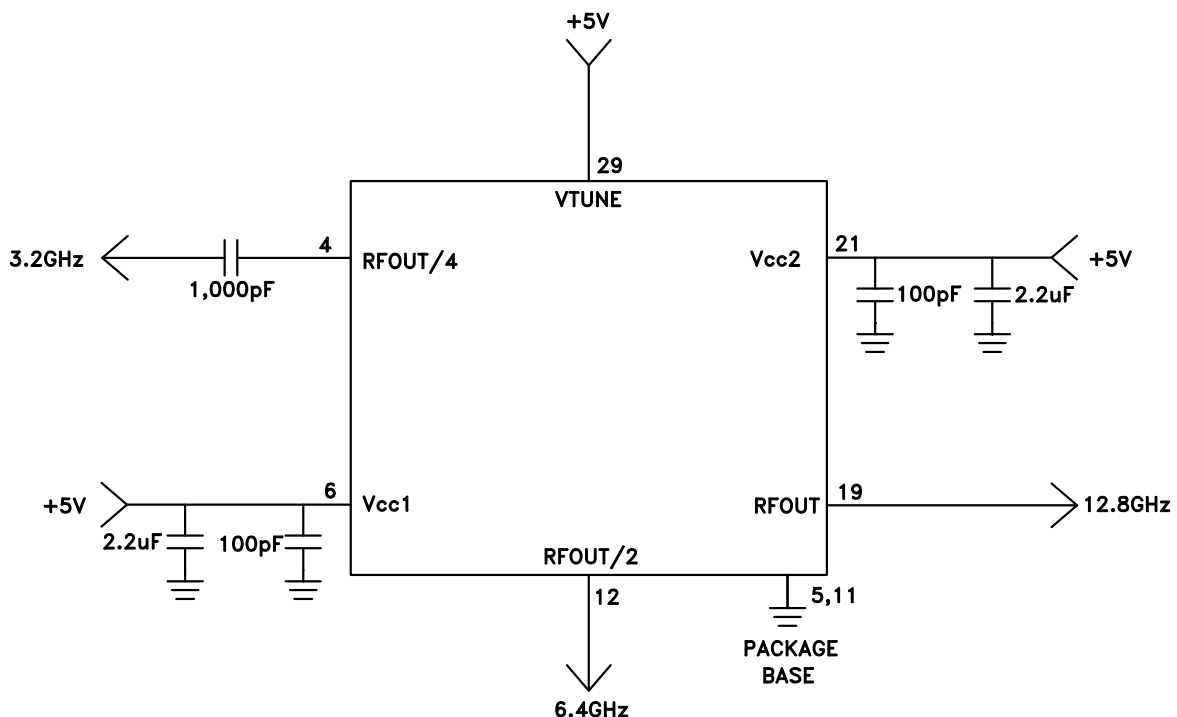 +5V
29
VTUNE
3.2GHz
4
RFOUT/4
1,000pF
Vcc2
21
+5V
100pF
2.2uF
+5V
6
Vcc1
2.2uF
100pF
RFOUT
19
12.8GHz
RFOUT/2
12
5,11
PACKAGE
BASE
6.4GHz